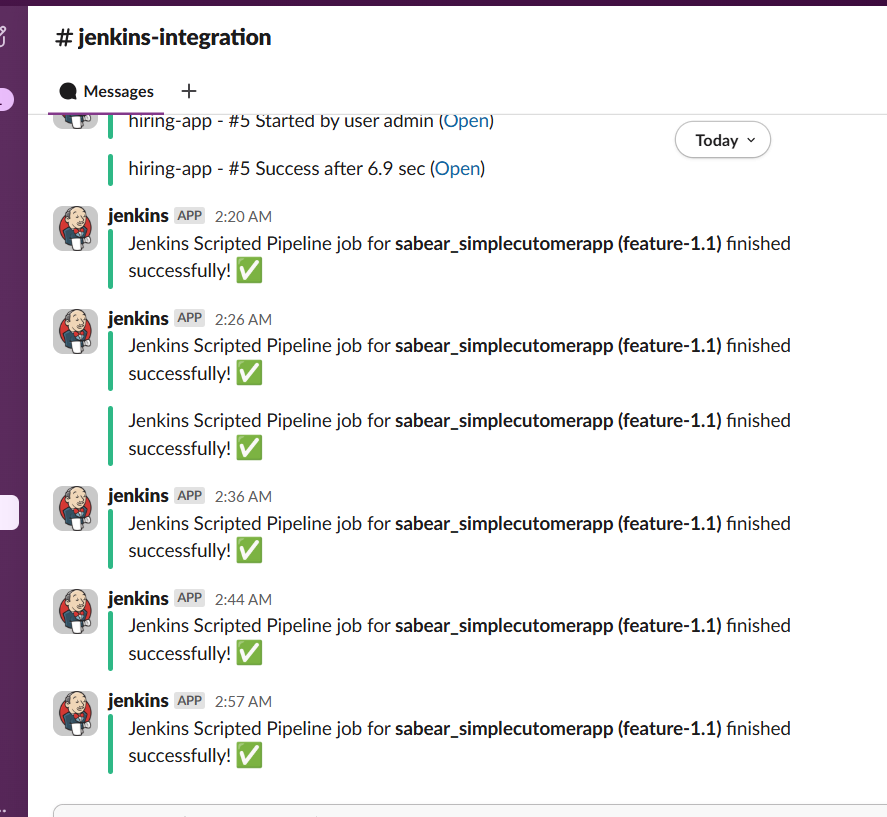 # jenkins-integration
Messages +
hiring-app - #5 Started by user admin (Open)
Today
hiring-app - #5 Success after 6.9 sec (Open)
jenkins APP 2:20 AM
Jenkins Scripted Pipeline job for sabear_simplecutomerapp (feature-1.1) finished
successfully! ✅
jenkins APP 2:26 AM
Jenkins Scripted Pipeline job for sabear_simplecutomerapp (feature-1.1) finished
successfully! ✅
Jenkins Scripted Pipeline job for sabear_simplecutomerapp (feature-1.1) finished
successfully! ✅
jenkins APP 2:36 AM
Jenkins Scripted Pipeline job for sabear_simplecutomerapp (feature-1.1) finished
successfully! ✅
jenkins APP 2:44 AM
Jenkins Scripted Pipeline job for sabear_simplecutomerapp (feature-1.1) finished
successfully! ✅
jenkins APP 2:57 AM
Jenkins Scripted Pipeline job for sabear_simplecutomerapp (feature-1.1) finished
successfully! ✅